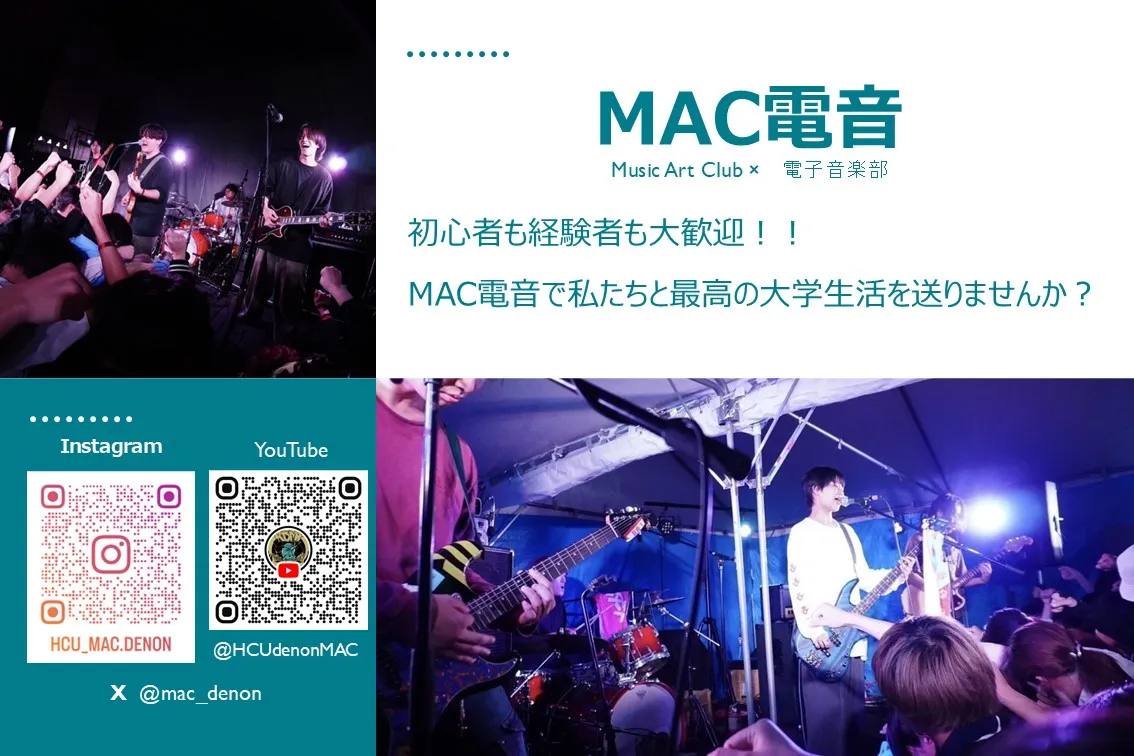 MAC電音
Music Art Club × 電子音楽部
初心者も経験者も大歓迎！！
MAC電音で私たちと最高の大学生活を送りませんか？
Instagram
YouTube
HCU_MAC.DENON
@HCUdenonMAC
X @mac_denon